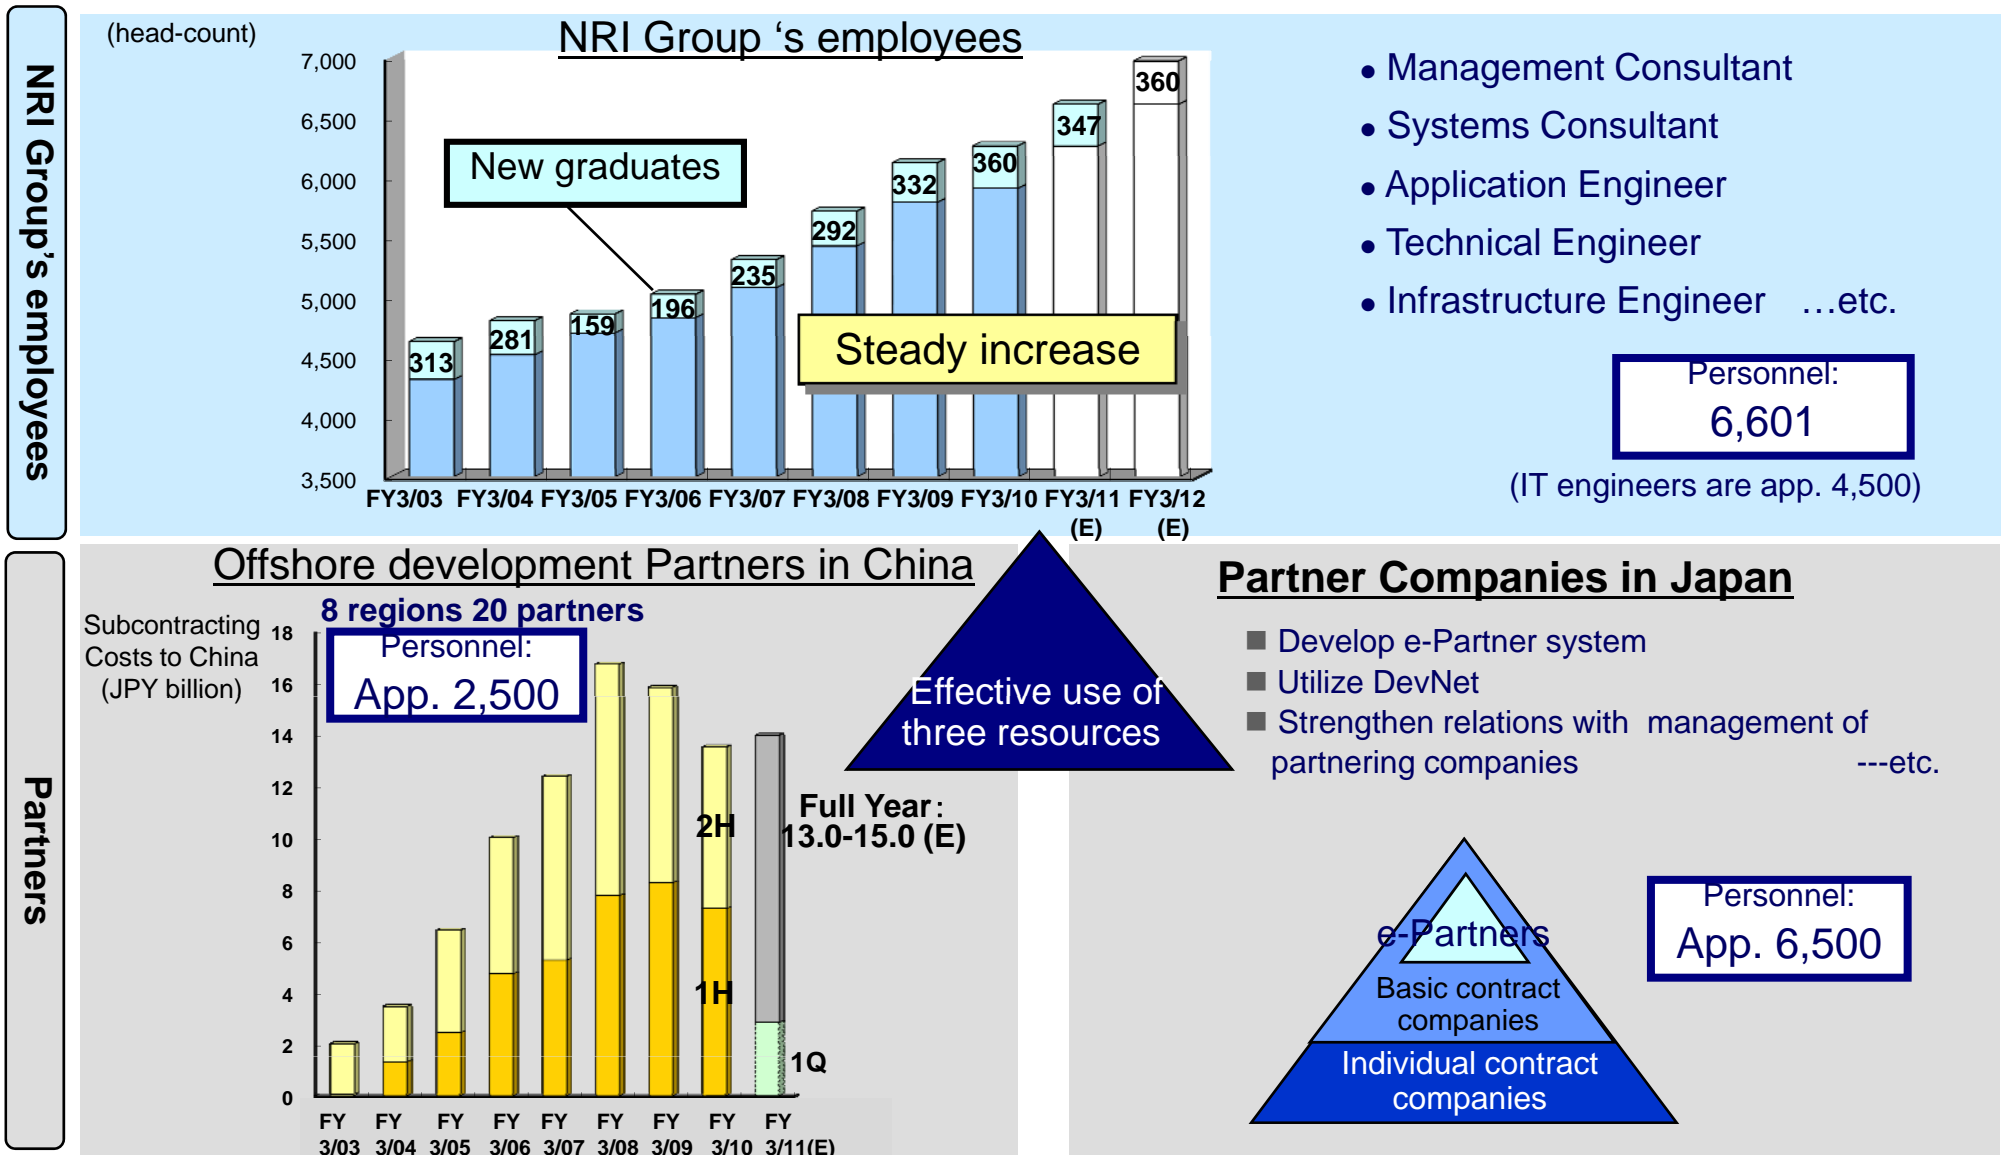 NRI Group's employees
(head-count)
NRI Group ‘s employees
7,000
6,500
6,000
5,500
5,000
4,500
4,000
3,500
New graduates
313
281
159
196
235
292
332
360
347
360
Steady increase
FY3/03 FY3/04 FY3/05 FY3/06 FY3/07 FY3/08 FY3/09 FY3/10 FY3/11 FY3/12
(E) (E)
● Management Consultant
● Systems Consultant
● Application Engineer
● Technical Engineer
● Infrastructure Engineer …etc.
Personnel:
6,601
(IT engineers are app. 4,500)
Partners
Offshore development Partners in China
8 regions 20 partners
Subcontracting
Costs to China
(JPY billion)
Personnel:
App. 2,500
18
16
14
12
10
8
6
4
2
0
2H
1H
1Q
Full Year:
13.0-15.0 (E)
FY FY FY FY FY FY FY FY FY
3/03 3/04 3/05 3/06 3/07 3/08 3/09 3/10 3/11(E)
Effective use of
three resources
Partner Companies in Japan
■ Develop e-Partner system
■ Utilize DevNet
■ Strengthen relations with management of
partnering companies ---etc.
e-Partners
Basic contract
companies
Individual contract
companies
Personnel:
App. 6,500